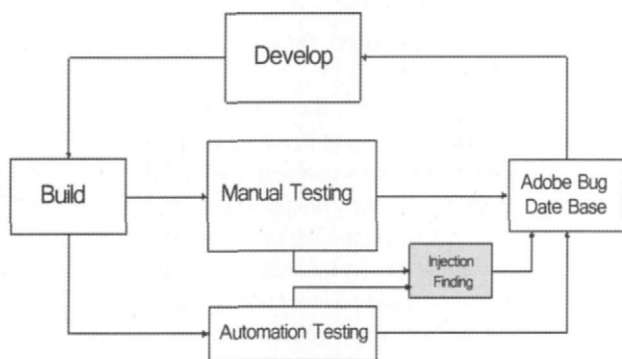 Develop
Build
Manual Testing
Adobe Bug
Date Base
Injection
Finding
Automation Testing